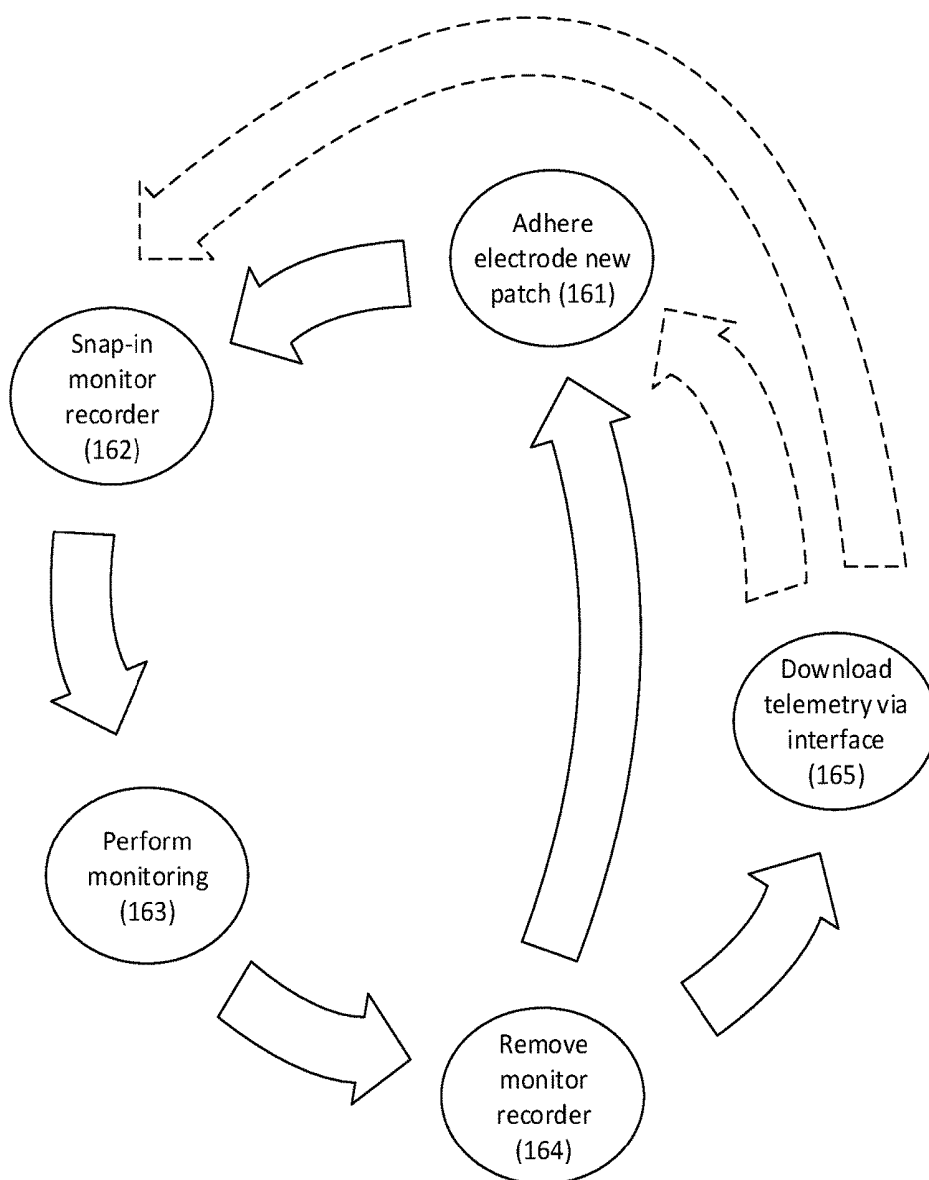 Adhere
electrode new
patch (161)
Snap-in
monitor
recorder
(162)
Perform
monitoring
(163)
Remove
monitor
recorder
(164)
Download
telemetry via
interface
(165)